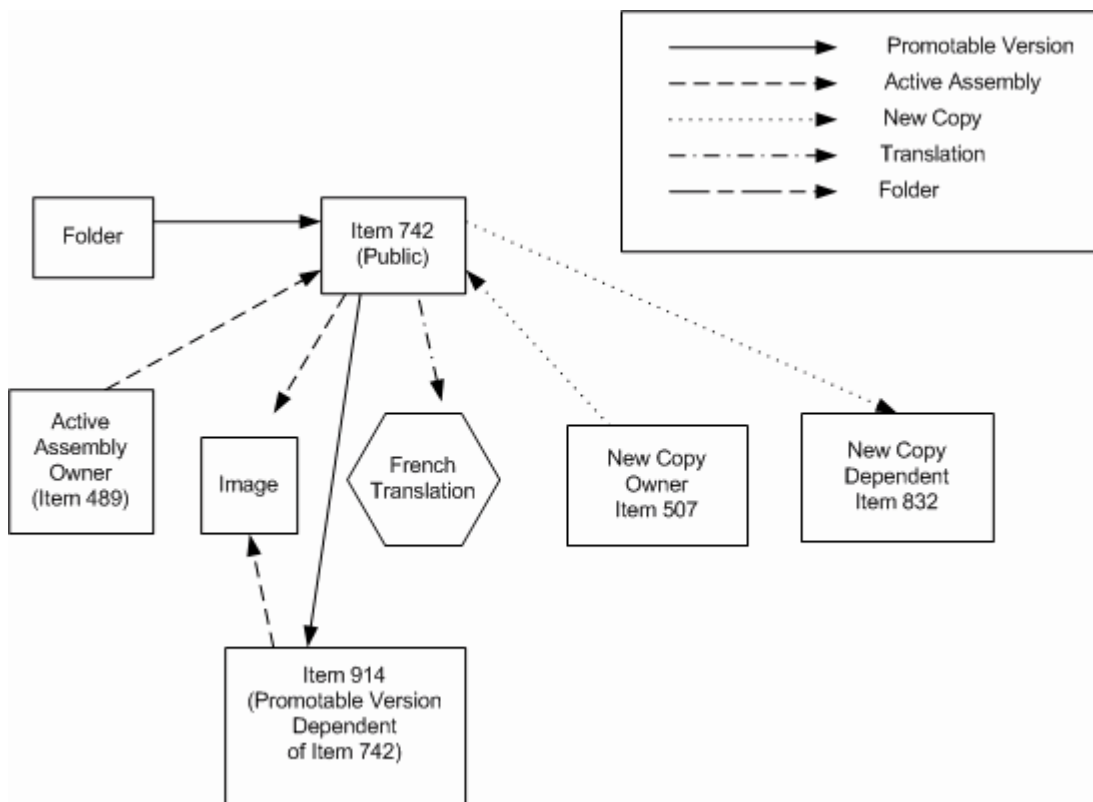 Promotable Version
Active Assembly
New Copy
Translation
Folder
Folder
Item 742
(Public)
Active
Assembly
Owner
(Item 489)
Image
French
Translation
New Copy
Owner
Item 507
New Copy
Dependent
Item 832
Item 914
(Promotable Version
Dependent
of Item 742)